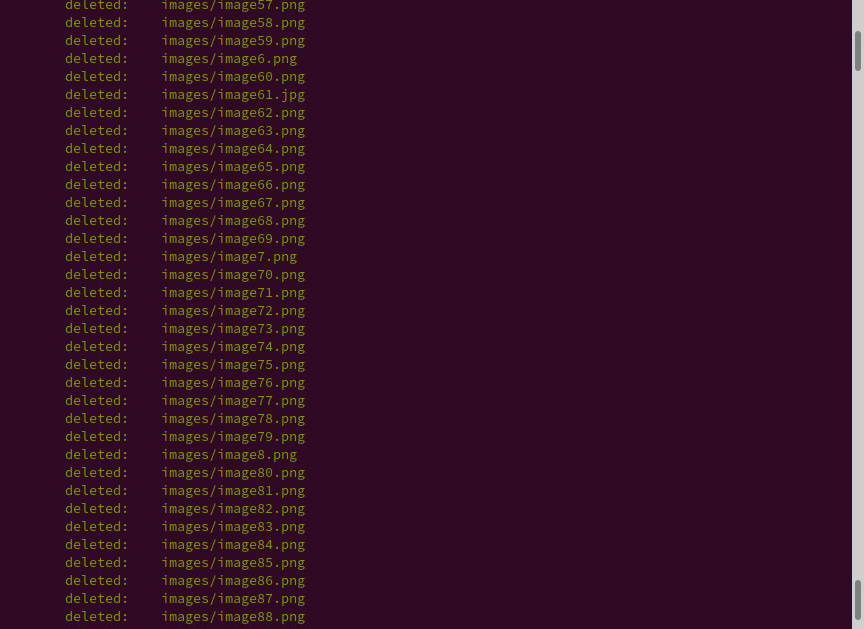 deleted:    images/image57.png
deleted:    images/image58.png
deleted:    images/image59.png
deleted:    images/image6.png
deleted:    images/image60.png
deleted:    images/image61.jpg
deleted:    images/image62.png
deleted:    images/image63.png
deleted:    images/image64.png
deleted:    images/image65.png
deleted:    images/image66.png
deleted:    images/image67.png
deleted:    images/image68.png
deleted:    images/image69.png
deleted:    images/image7.png
deleted:    images/image70.png
deleted:    images/image71.png
deleted:    images/image72.png
deleted:    images/image73.png
deleted:    images/image74.png
deleted:    images/image75.png
deleted:    images/image76.png
deleted:    images/image77.png
deleted:    images/image78.png
deleted:    images/image79.png
deleted:    images/image8.png
deleted:    images/image80.png
deleted:    images/image81.png
deleted:    images/image82.png
deleted:    images/image83.png
deleted:    images/image84.png
deleted:    images/image85.png
deleted:    images/image86.png
deleted:    images/image87.png
deleted:    images/image88.png